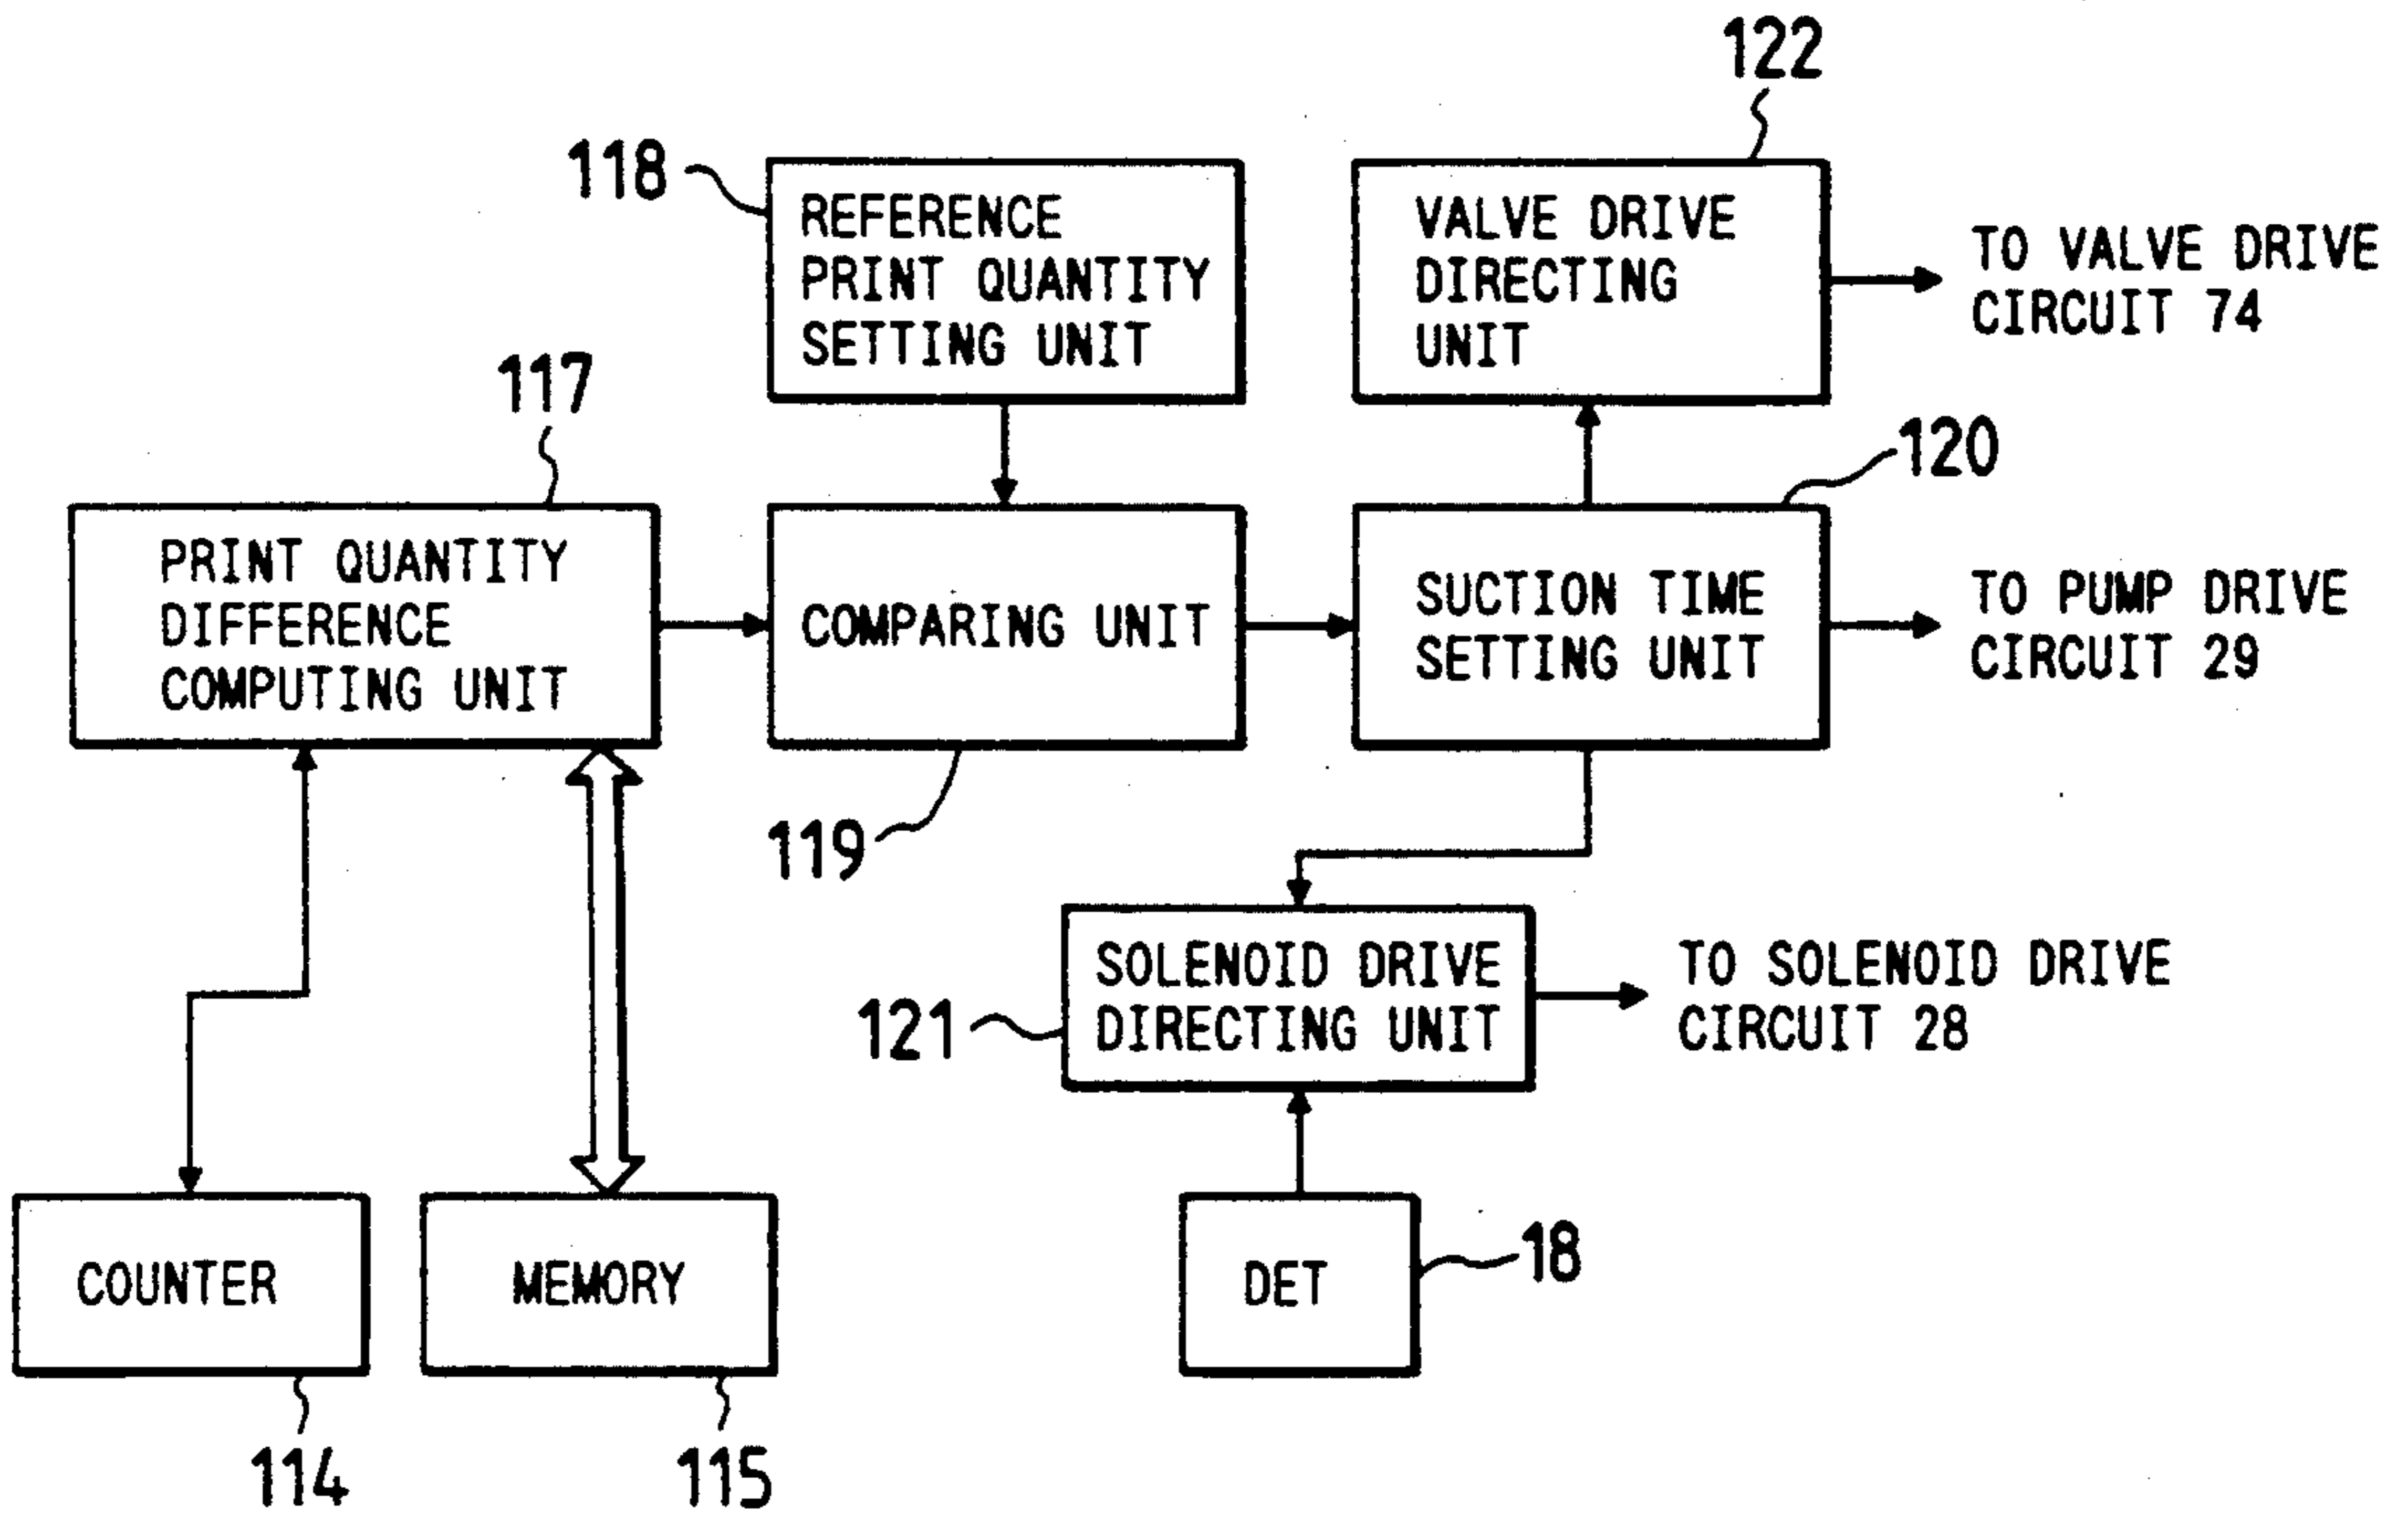 122
118
REFERENCE
PRINT QUANTITY
SETTING UNIT
VALVE DRIVE
DIRECTING
UNIT
TO VALVE DRIVE
CIRCUIT 74
117
120
PRINT QUANTITY
DIFFERENCE
COMPUTING UNIT
COMPARING UNIT
SUCTION TIME
SETTING UNIT
TO PUMP DRIVE
CIRCUIT 29
119
SOLENOID DRIVE
DIRECTING UNIT
TO SOLENOID DRIVE
CIRCUIT 28
121
COUNTER
MEMORY
DET
18
114
115